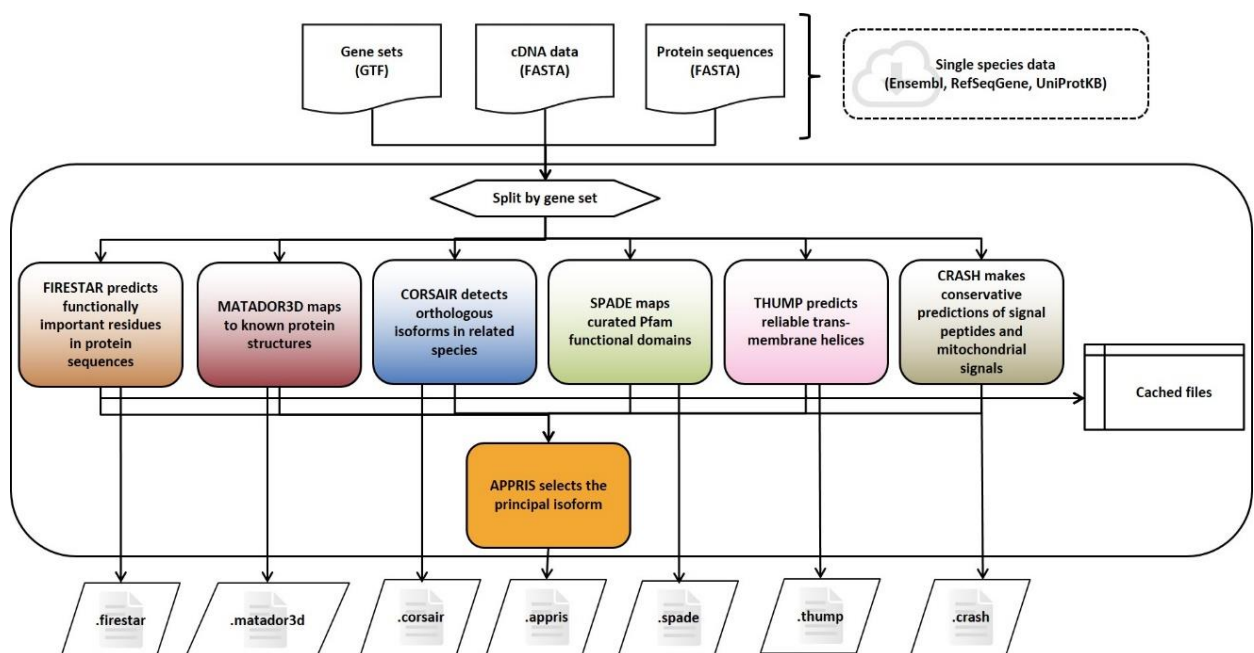 Gene sets
(GTF)
cDNA data
(FASTA)
Protein sequences
(FASTA)
Single species data
(Ensembl, RefSeqGene, UniProtKB)
Split by gene set
FIRESTAR predicts
functionally
important residues
in protein
sequences
MATADOR3D maps
to known protein
structures
CORSAIR detects
orthologous
isoforms in related
species
SPADE maps
curated Pfam
functional domains
THUMP predicts
reliable trans-
membrane helices
CRASH makes
conservative
predictions of signal
peptides and
mitochondrial
signals
Cached files
APPRIS selects the
principal isoform
.firestar
.matador3d
.corsair
.appris
.spade
.thump
.crash